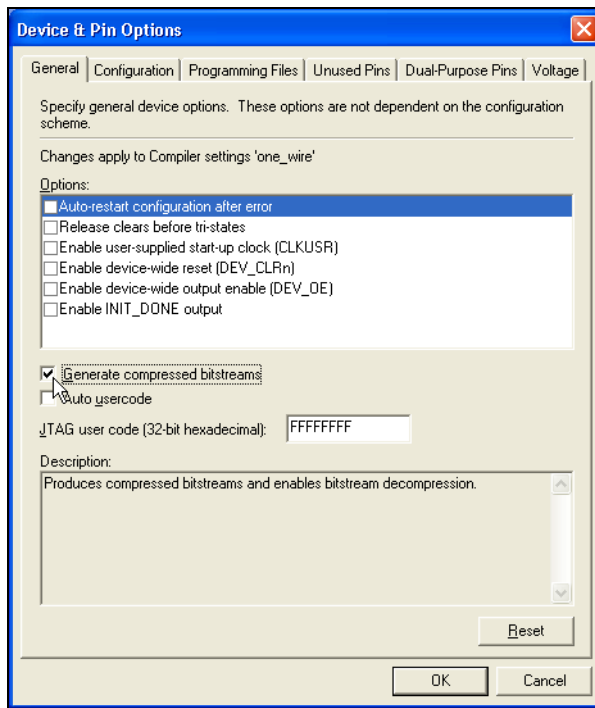 Device & Pin Options
General Configuration Programming Files Unused Pins Dual-Purpose Pins Voltage
Specify general device options. These options are not dependent on the configuration
scheme.
Changes apply to Compiler settings 'one_wire'
Options:
Auto-restart configuration after error
Release clears before tri-states
Enable user-supplied start-up clock (CLKUSR)
Enable device-wide reset (DEV_CLRn)
Enable device-wide output enable (DEV_OE)
Enable INIT_DONE output
Generate compressed bitstreams
Auto usercode
JTAG user code (32-bit hexadecimal): FFFFFFFF
Description:
Produces compressed bitstreams and enables bitstream decompression.
Reset
OK Cancel